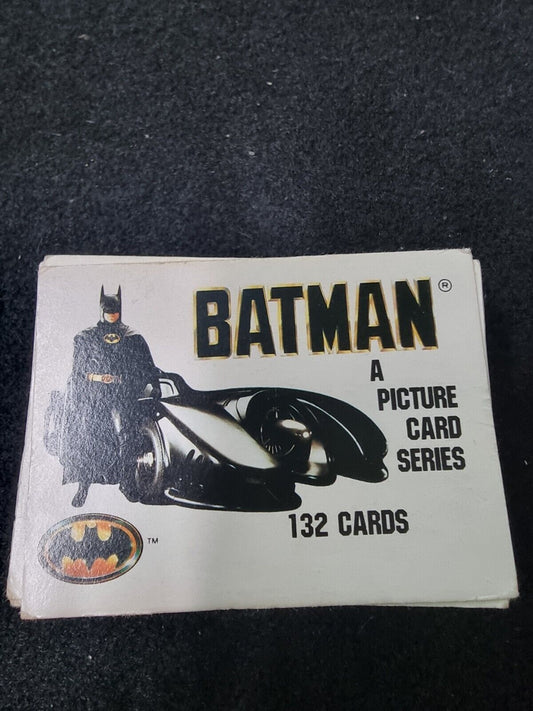 BATMAN®
A
PICTURE
CARD
SERIES
132 CARDS
TM